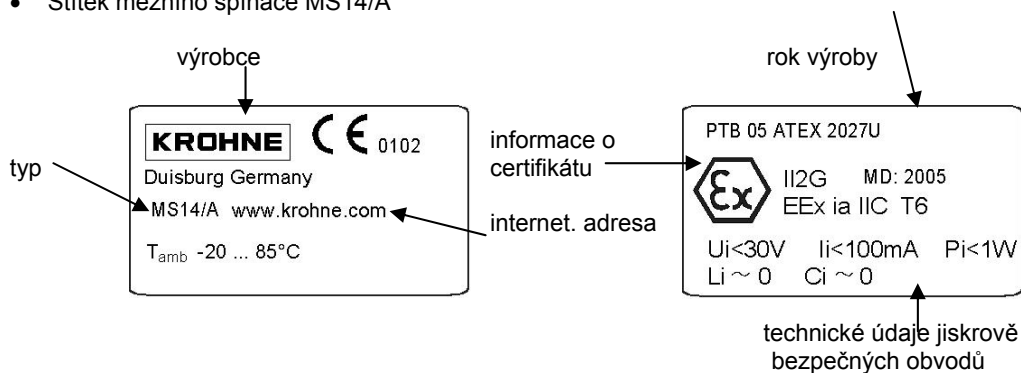 • Štítek mezního spínače MS14/A
výrobce
rok výroby
KROHNE CE 0102
Duisburg Germany
typ
MS14/A www.krohne.com
Tamb -20 ... 85°C
informace o
certifikátu
internet. adresa
PTB 05 ATEX 2027U
Ex II2G MD: 2005
EEx ia IIC T6
Ui<30V Ii<100mA Pi<1W
Li ~ 0 Ci ~ 0
technické údaje jiskrově
bezpečných obvodů